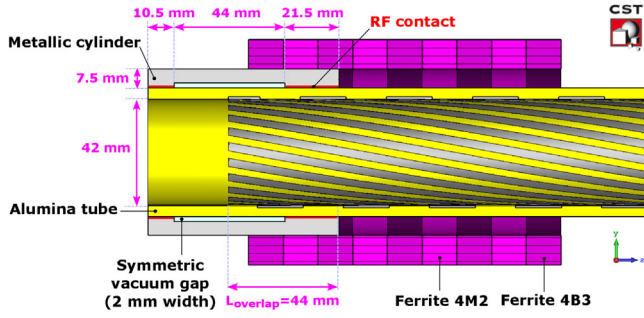 10.5 mm
44 mm
21.5 mm
RF contact
CST
Metallic cylinder
7.5 mm
42 mm
Alumina tube
Symmetric
vacuum gap
(2 mm width)
Loverlap=44 mm
Ferrite 4M2
Ferrite 4B3
y
z